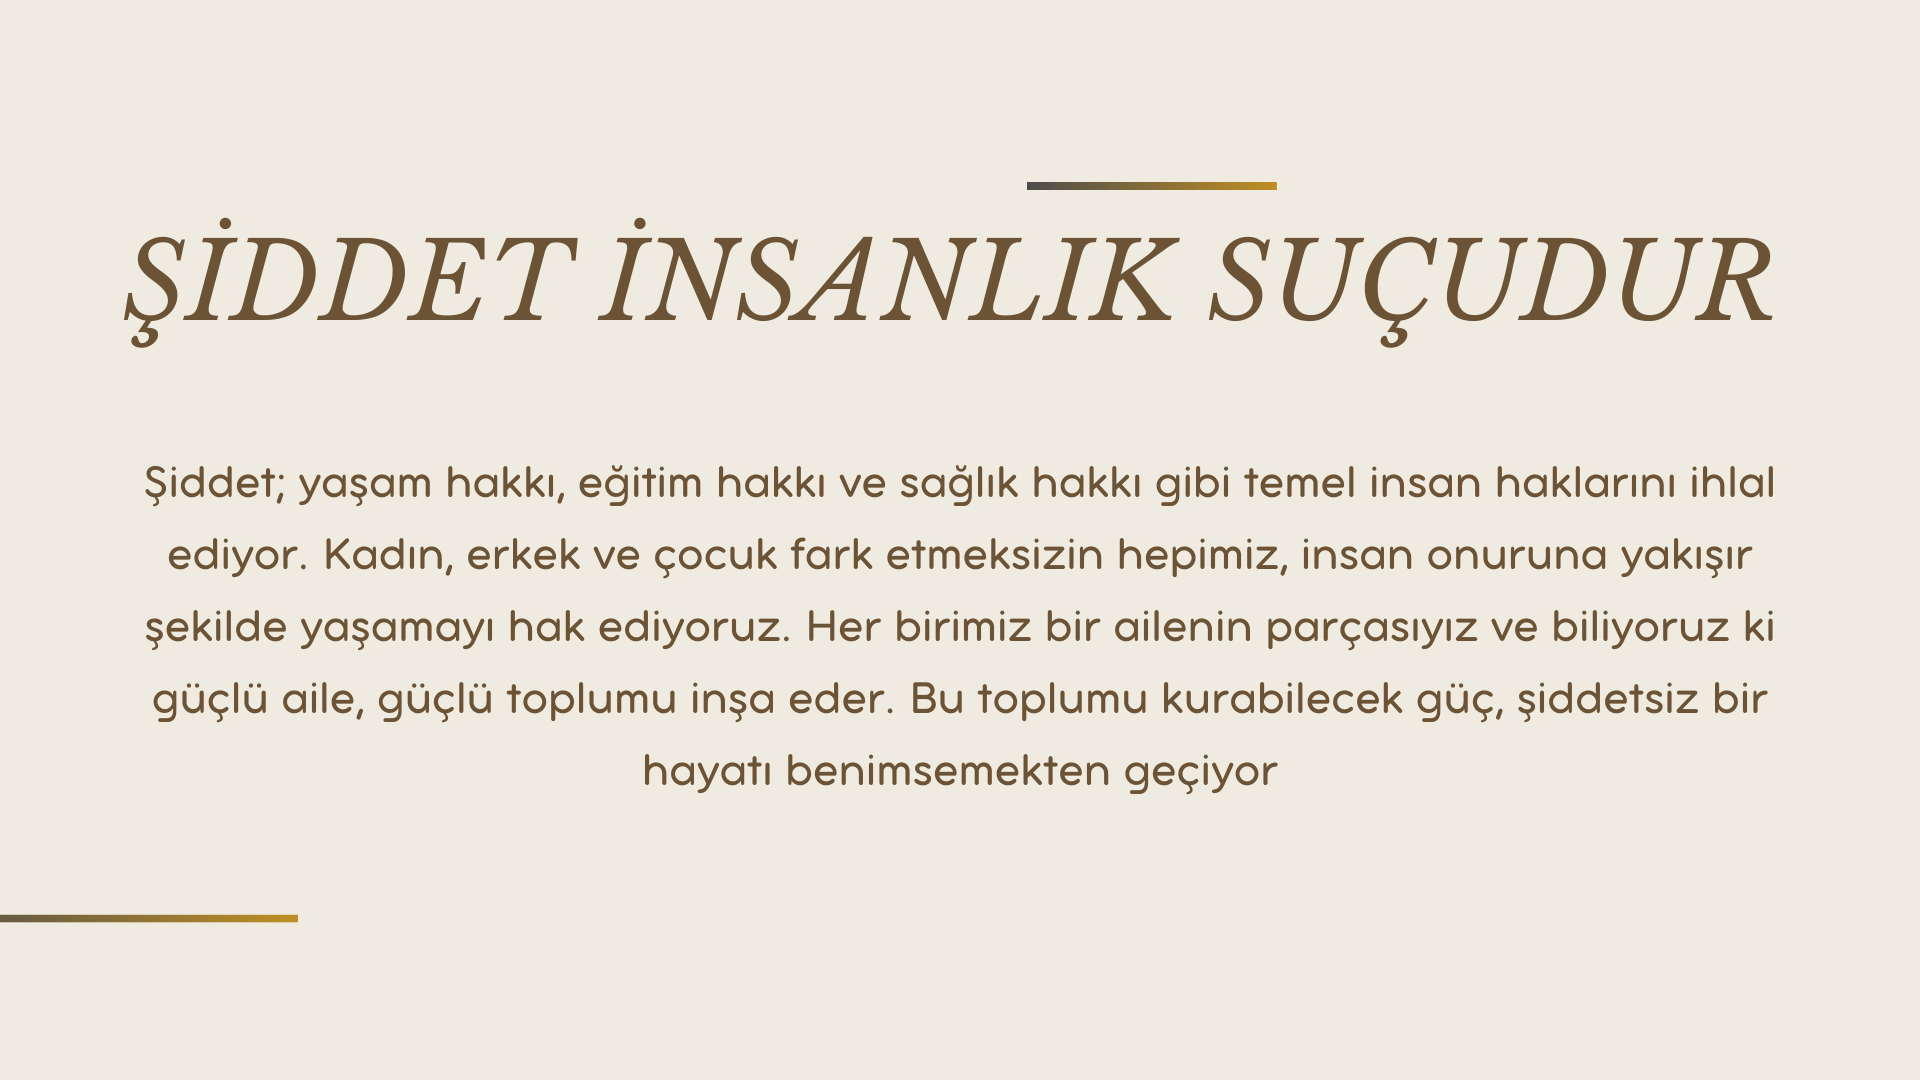 ŞİDDET İNSANLIK SUÇUDUR
Şiddet; yaşam hakkı, eğitim hakkı ve sağlık hakkı gibi temel insan haklarını ihlal
ediyor. Kadın, erkek ve çocuk fark etmeksizin hepimiz, insan onuruna yakışır
şekilde yaşamayı hak ediyoruz. Her birimiz bir ailenin parçasıyız ve biliyoruz ki
güçlü aile, güçlü toplumu inşa eder. Bu toplumu kurabilecek güç, şiddetsiz bir
hayatı benimsemekten geçiyor